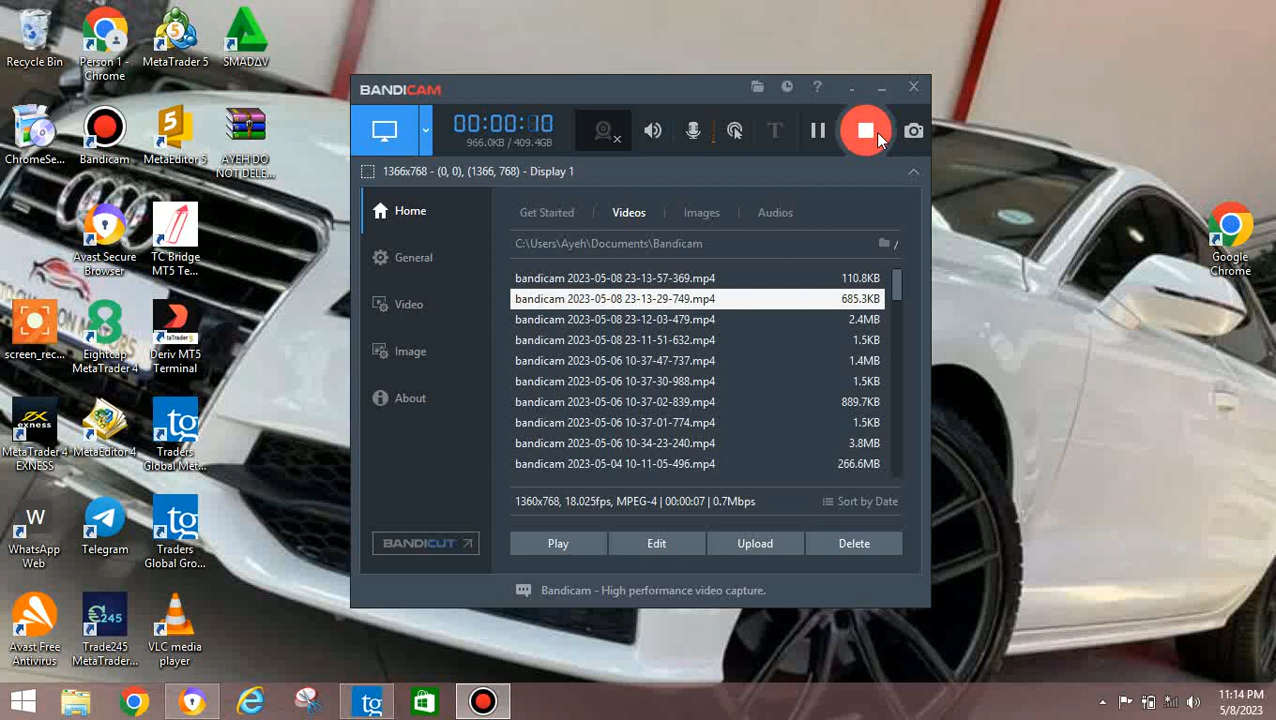 Recycle Bin
Person 1 -
Chrome
MetaTrader 5
SMADΔV
ChromeSe...
Bandicam
MetaEditor 5
AYEH DO
NOT DELE...
Avast Secure
Browser
TC Bridge
MT5 Te...
screen_rec...
Eightcap
MetaTrader 4
Deriv MT5
Terminal
MetaTrader 4
EXNESS
MetaEditor 4
Traders
Global Met...
WhatsApp
Web
Telegram
Traders
Global Gro...
Avast Free
Antivirus
Trade245
MetaTrader...
VLC media
player
Google
Chrome
BANDICAM
00:00:10
966.0KB / 409.4GB
1366x768 - (0, 0), (1366, 768) - Display 1
Home
General
Video
Image
About
BANDICUT
Get Started
Videos
Images
Audios
C:\Users\Ayeh\Documents\Bandicam
bandicam 2023-05-08 23-13-57-369.mp4 110.8KB
bandicam 2023-05-08 23-13-29-749.mp4 685.3KB
bandicam 2023-05-08 23-12-03-479.mp4 2.4MB
bandicam 2023-05-08 23-11-51-632.mp4 1.5KB
bandicam 2023-05-06 10-37-47-737.mp4 1.4MB
bandicam 2023-05-06 10-37-30-988.mp4 1.5KB
bandicam 2023-05-06 10-37-02-839.mp4 889.7KB
bandicam 2023-05-06 10-37-01-774.mp4 1.5KB
bandicam 2023-05-06 10-34-23-240.mp4 3.8MB
bandicam 2023-05-04 10-11-05-496.mp4 266.6MB
1360x768, 18.025fps, MPEG-4 | 00:00:07 | 0.7Mbps
Sort by Date
Play
Edit
Upload
Delete
Bandicam - High performance video capture.
11:14 PM
5/8/2023